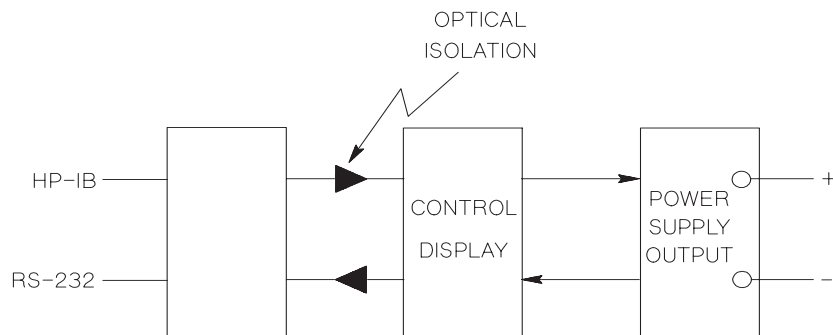 OPTICAL
ISOLATION
HP-IB
RS-232
CONTROL
DISPLAY
POWER
SUPPLY
OUTPUT
+
–